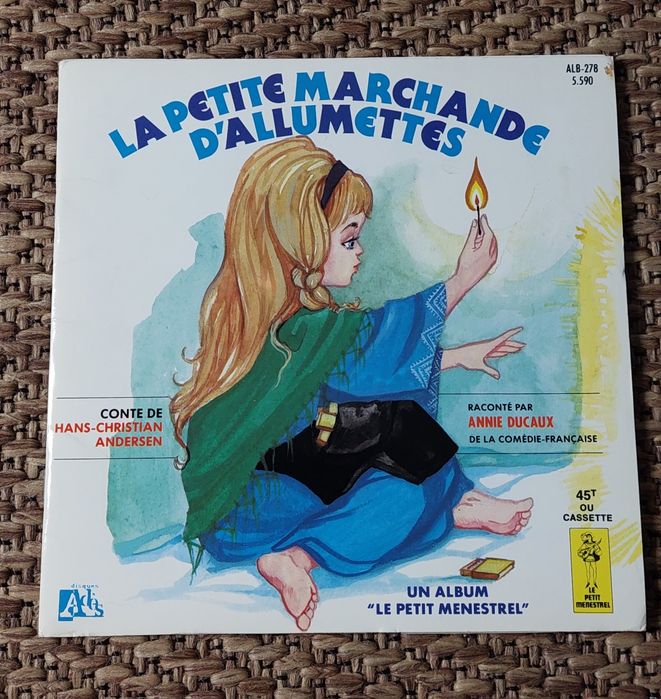 ALB-278
5.590
LA PETITE MARCHANDE
D'ALLUMETTES
CONTE DE
HANS-CHRISTIAN
ANDERSEN
RACONTÉ PAR
ANNIE DUCAUX
DE LA COMÉDIE-FRANÇAISE
45T
OU
CASSETTE
LE
PETIT
MENESTREL
UN ALBUM
"LE PETIT MENESTREL"
disques
Adès